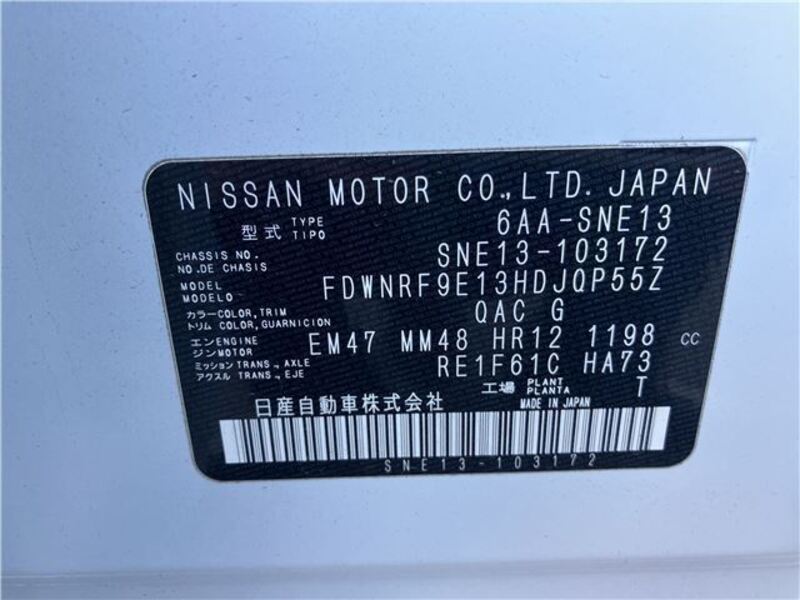 NISSAN MOTOR CO.,LTD. JAPAN
型式 TYPE TIPO 6AA-SNE13
CHASSIS NO. NO.DE CHASIS SNE13-103172
MODEL MODELO FDWNRF9E13HDJQP55Z
カラー COLOR, TRIM トリム COLOR, GUARNICION QAC G
エンジン ENGINE MOTOR EM47 MM48 HR12 1198 CC
ミッション TRANS., AXLE アクスル TRANS., EJE RE1F61C HA73
工場 PLANT PLANTA T
日産自動車株式会社 MADE IN JAPAN
SNE13-103172